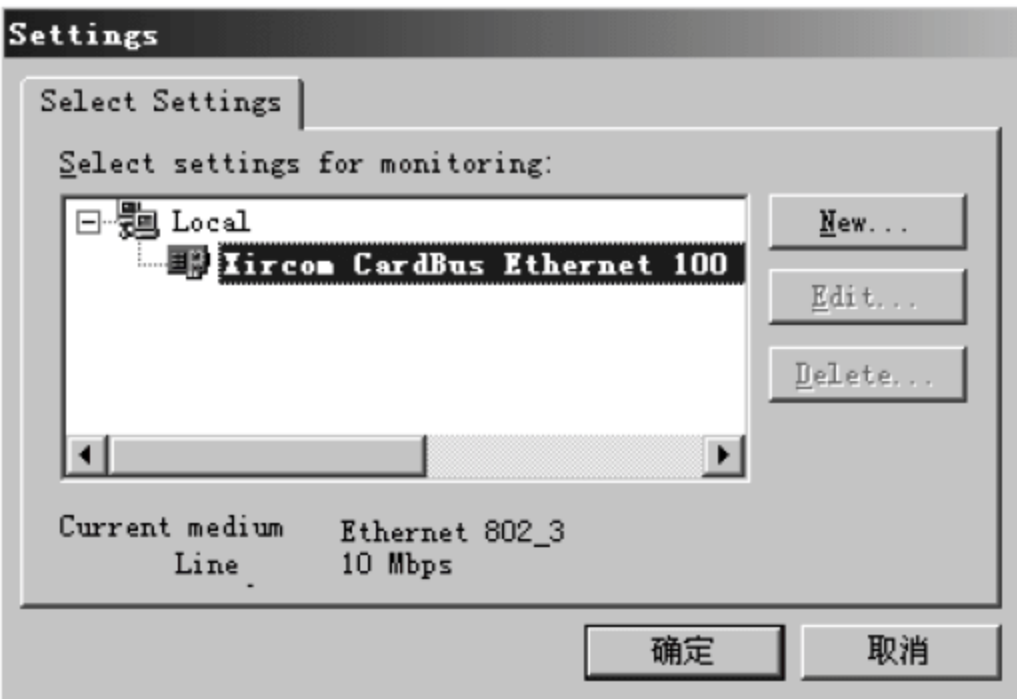 Settings
Select Settings
Select settings for monitoring:
Local
Xircom CardBus Ethernet 100
New...
Edit...
Delete...
Current medium Ethernet 802_3
Line 10 Mbps
确定 取消